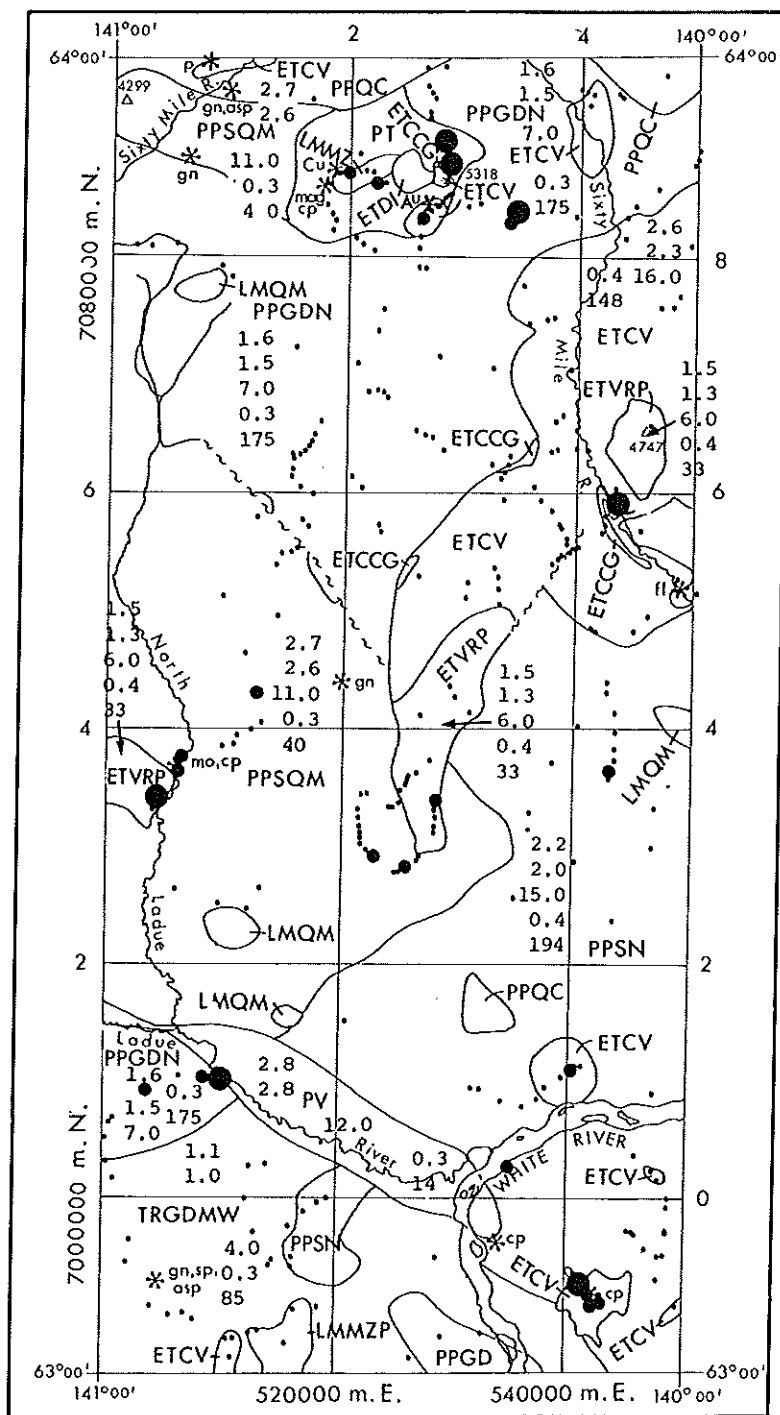 141°00' 2 4 140°00'
64°00' 64°00'
4299
P
ETCV
2.7
2.6
gn,asp
PPQC
Sixty Mile R.
PPSQM
gn
11.0
0.3
4 0
LMMZ
Cu
mag
cp
PT
ETCCG
ETDI
Au
5318
ETCV
1.6
1.5
PPGDN
7.0
ETCV
0.3
175
PPQC
Sixty
2.6
2.3
0.4 16.0
148
8
7080000 m. N.
LMQM
PPGDN
1.6
1.5
7.0
0.3
175
ETCV
Mile
ETVRP
1.5
1.3
6.0
0.4
33
4747
ETCCG
6 6
R.
ETCV
ETCCG
ETCCG
fl
1.5
1.3
6.0
0.4
33
North
2.7
2.6
11.0
0.3
40
gn
ETVRP
1.5
1.3
6.0
0.4
33
4 4
ETVRP
mo,cp
PPSQM
LMQM
2.2
2.0
15.0
0.4
194
PPSN
Ladue
LMQM
2 2
LMQM
PPQC
Ladue
PPGDN
1.6
0.3
1.5 175
7.0
2.8
2.8
PV
12.0
River
0.3
14
ETCV
WHITE RIVER
1.1
1.0
ETCV
0 0
7000000 m. N.
TRGDMW
4.0
0.3
85
gn,sp,
asp
PPSN
cp
ETCV
cp
ETCV
LMMZP
PPGD
ETCV
63°00' 63°00'
141°00' 520000 m.E. 540000 m.E. 140°00'